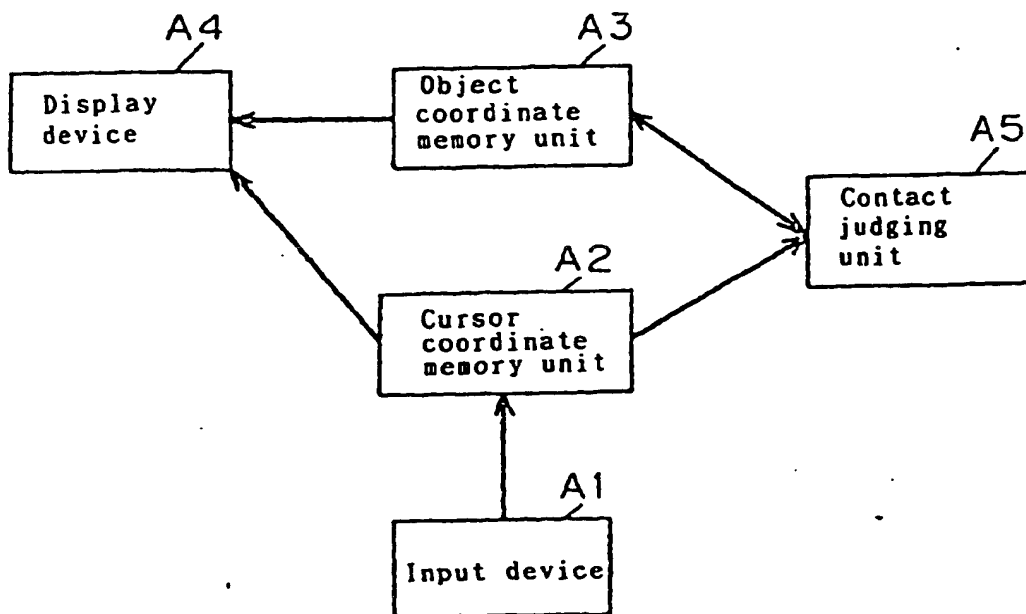 A4
Display
device
A3
Object
coordinate
memory unit
A5
Contact
judging
unit
A2
Cursor
coordinate
memory unit
A1
Input device